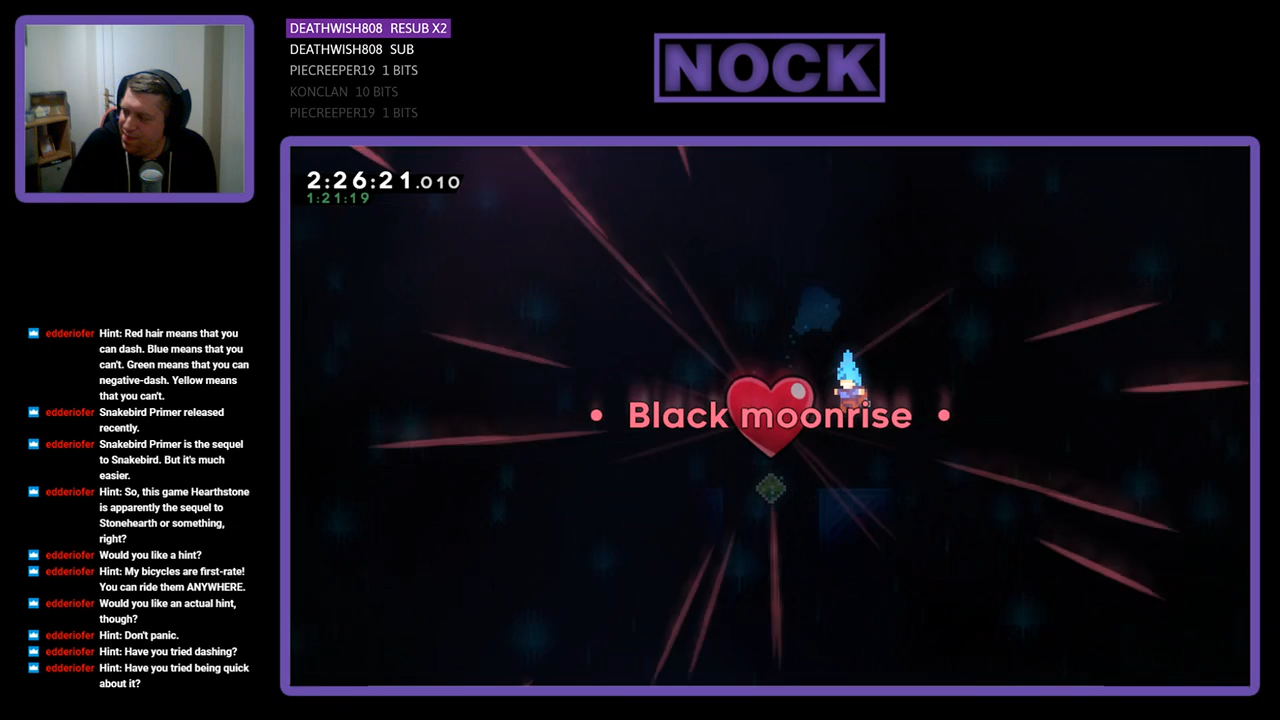 DEATHWISH808 RESUB X2
DEATHWISH808 SUB
PIECREEPER19 1 BITS
KONCLAN 10 BITS
PIECREEPER19 1 BITS
NOCK
2:26:21.010
1:21:19
• Black moonrise •
edderiofer Hint: Red hair means that you
can dash. Blue means that you
can't. Green means that you can
negative-dash. Yellow means
that you can't.
edderiofer Snakebird Primer released
recently.
edderiofer Snakebird Primer is the sequel
to Snakebird. But it's much
easier.
edderiofer Hint: So, this game Hearthstone
is apparently the sequel to
Stonehearth or something,
right?
edderiofer Would you like a hint?
edderiofer Hint: My bicycles are first-rate!
You can ride them ANYWHERE.
edderiofer Would you like an actual hint,
though?
edderiofer Hint: Don't panic.
edderiofer Hint: Have you tried dashing?
edderiofer Hint: Have you tried being quick
about it?